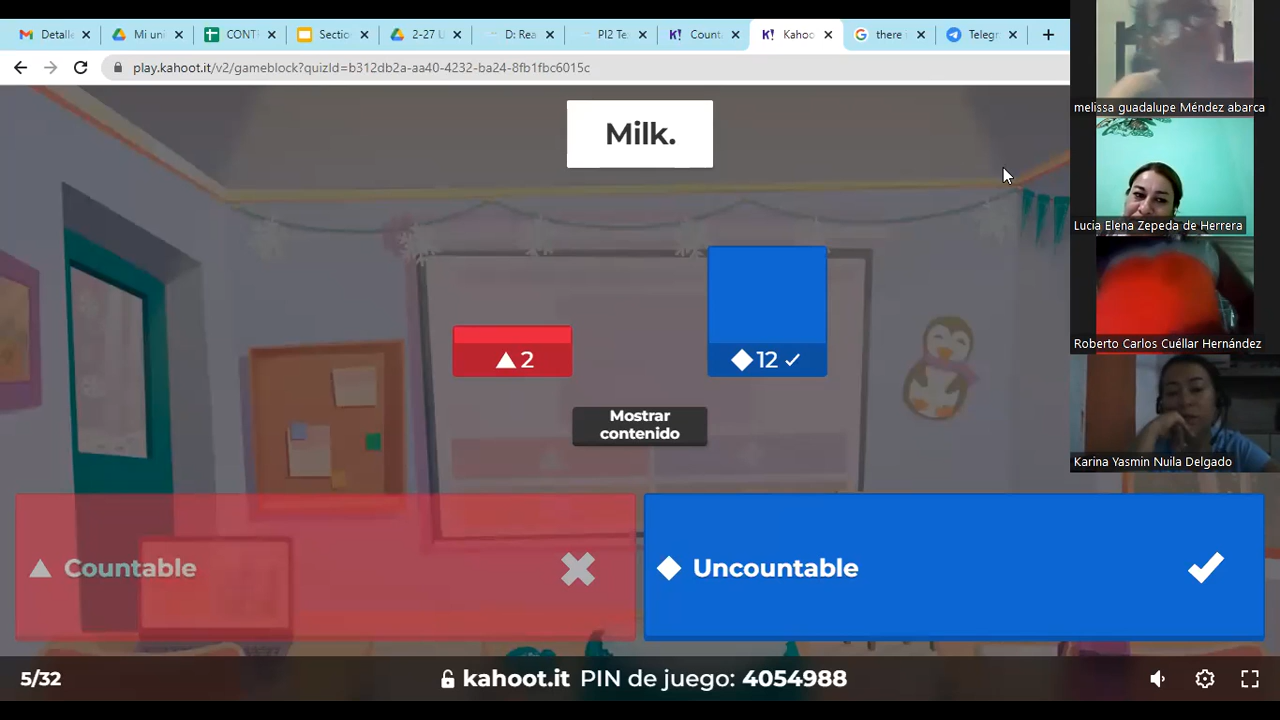 Detalle
Mi uni
CONT
Sectio
2-27 U
D: Rea
PI2 Te
Count
Kahoo
there i
Telegr
play.kahoot.it/v2/gameblock?quizId=b312db2a-aa40-4232-ba24-8fb1fbc6015c
melissa guadalupe Méndez abarca
Milk.
Lucia Elena Zepeda de Herrera
Roberto Carlos Cuéllar Hernández
2
12
Mostrar
contenido
Karina Yasmin Nuila Delgado
Countable
Uncountable
5/32
kahoot.it PIN de juego: 4054988